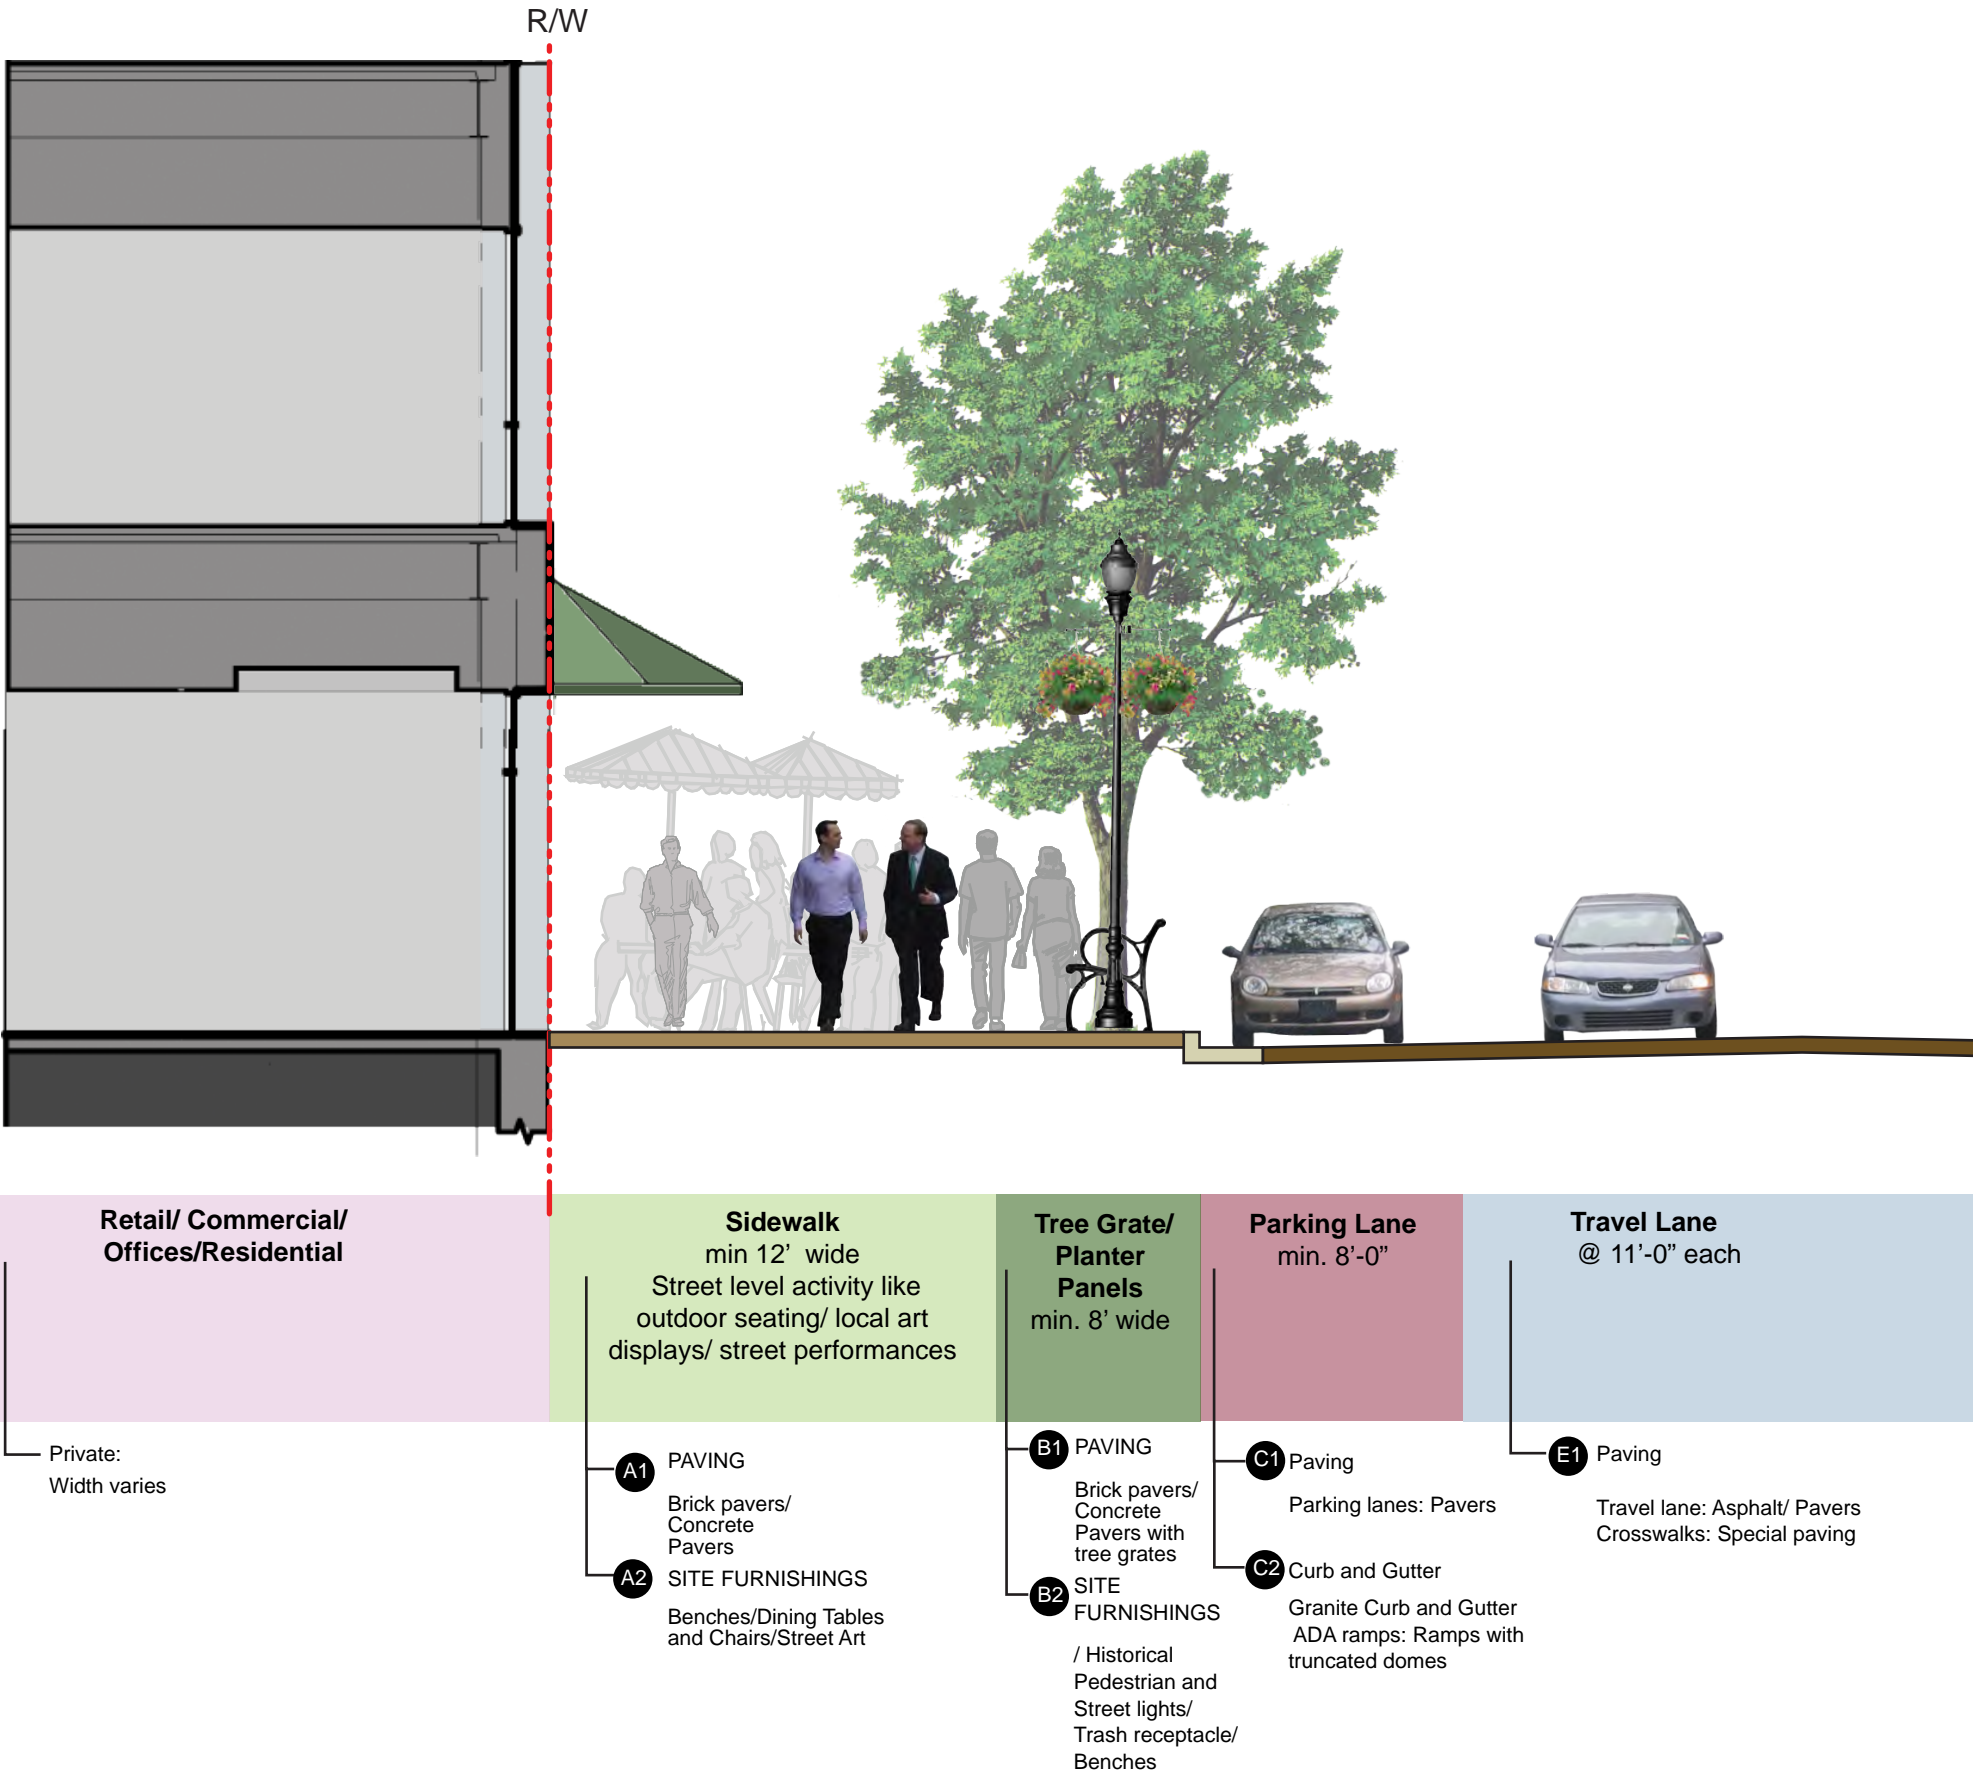 R/W
Retail/ Commercial/
Offices/Residential
Private:
Width varies
Sidewalk
min 12’  wide
Street level activity like
outdoor seating/ local art
displays/ street performances
A1 PAVING
Brick pavers/
Concrete
Pavers
A2 SITE FURNISHINGS
Benches/Dining Tables
and Chairs/Street Art
Tree Grate/
Planter
Panels
min. 8’ wide
B1 PAVING
Brick pavers/
Concrete
Pavers with
tree grates
B2 SITE
FURNISHINGS
/ Historical
Pedestrian and
Street lights/
Trash receptacle/
Benches
Parking Lane
min. 8’-0”
C1 Paving
Parking lanes: Pavers
C2 Curb and Gutter
Granite Curb and Gutter
ADA ramps: Ramps with
truncated domes
Travel Lane
@ 11’-0” each
E1 Paving
Travel lane: Asphalt/ Pavers
Crosswalks: Special paving